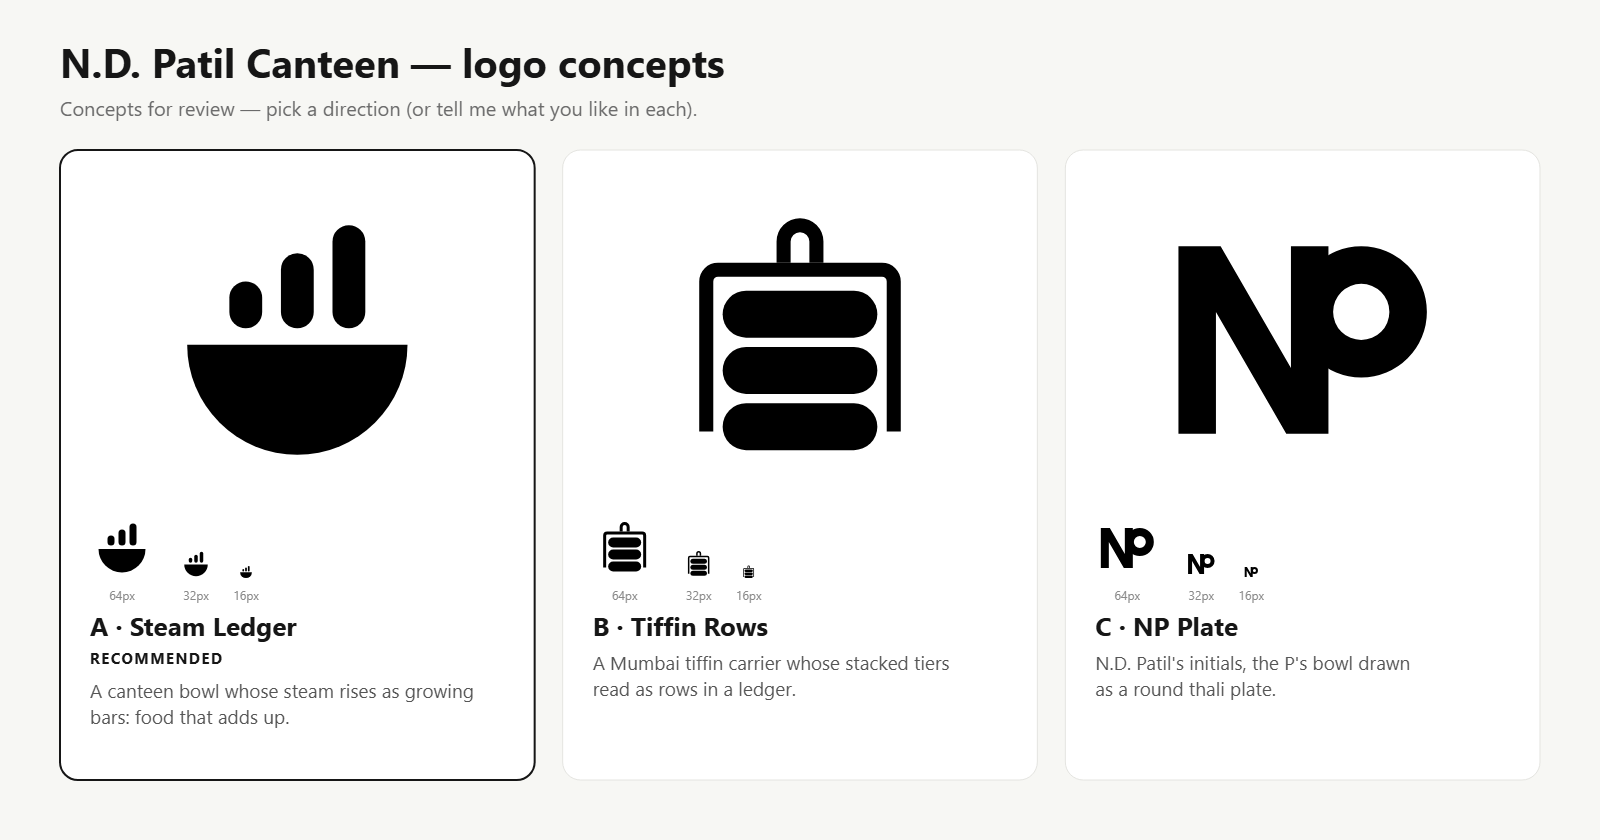 N.D. Patil Canteen — logo concepts
Concepts for review — pick a direction (or tell me what you like in each).
NP
NP
NP
NP
64px 32px 16px
64px 32px 16px
64px 32px 16px
A · Steam Ledger
RECOMMENDED
A canteen bowl whose steam rises as growing
bars: food that adds up.
B · Tiffin Rows
A Mumbai tiffin carrier whose stacked tiers
read as rows in a ledger.
C · NP Plate
N.D. Patil's initials, the P's bowl drawn
as a round thali plate.